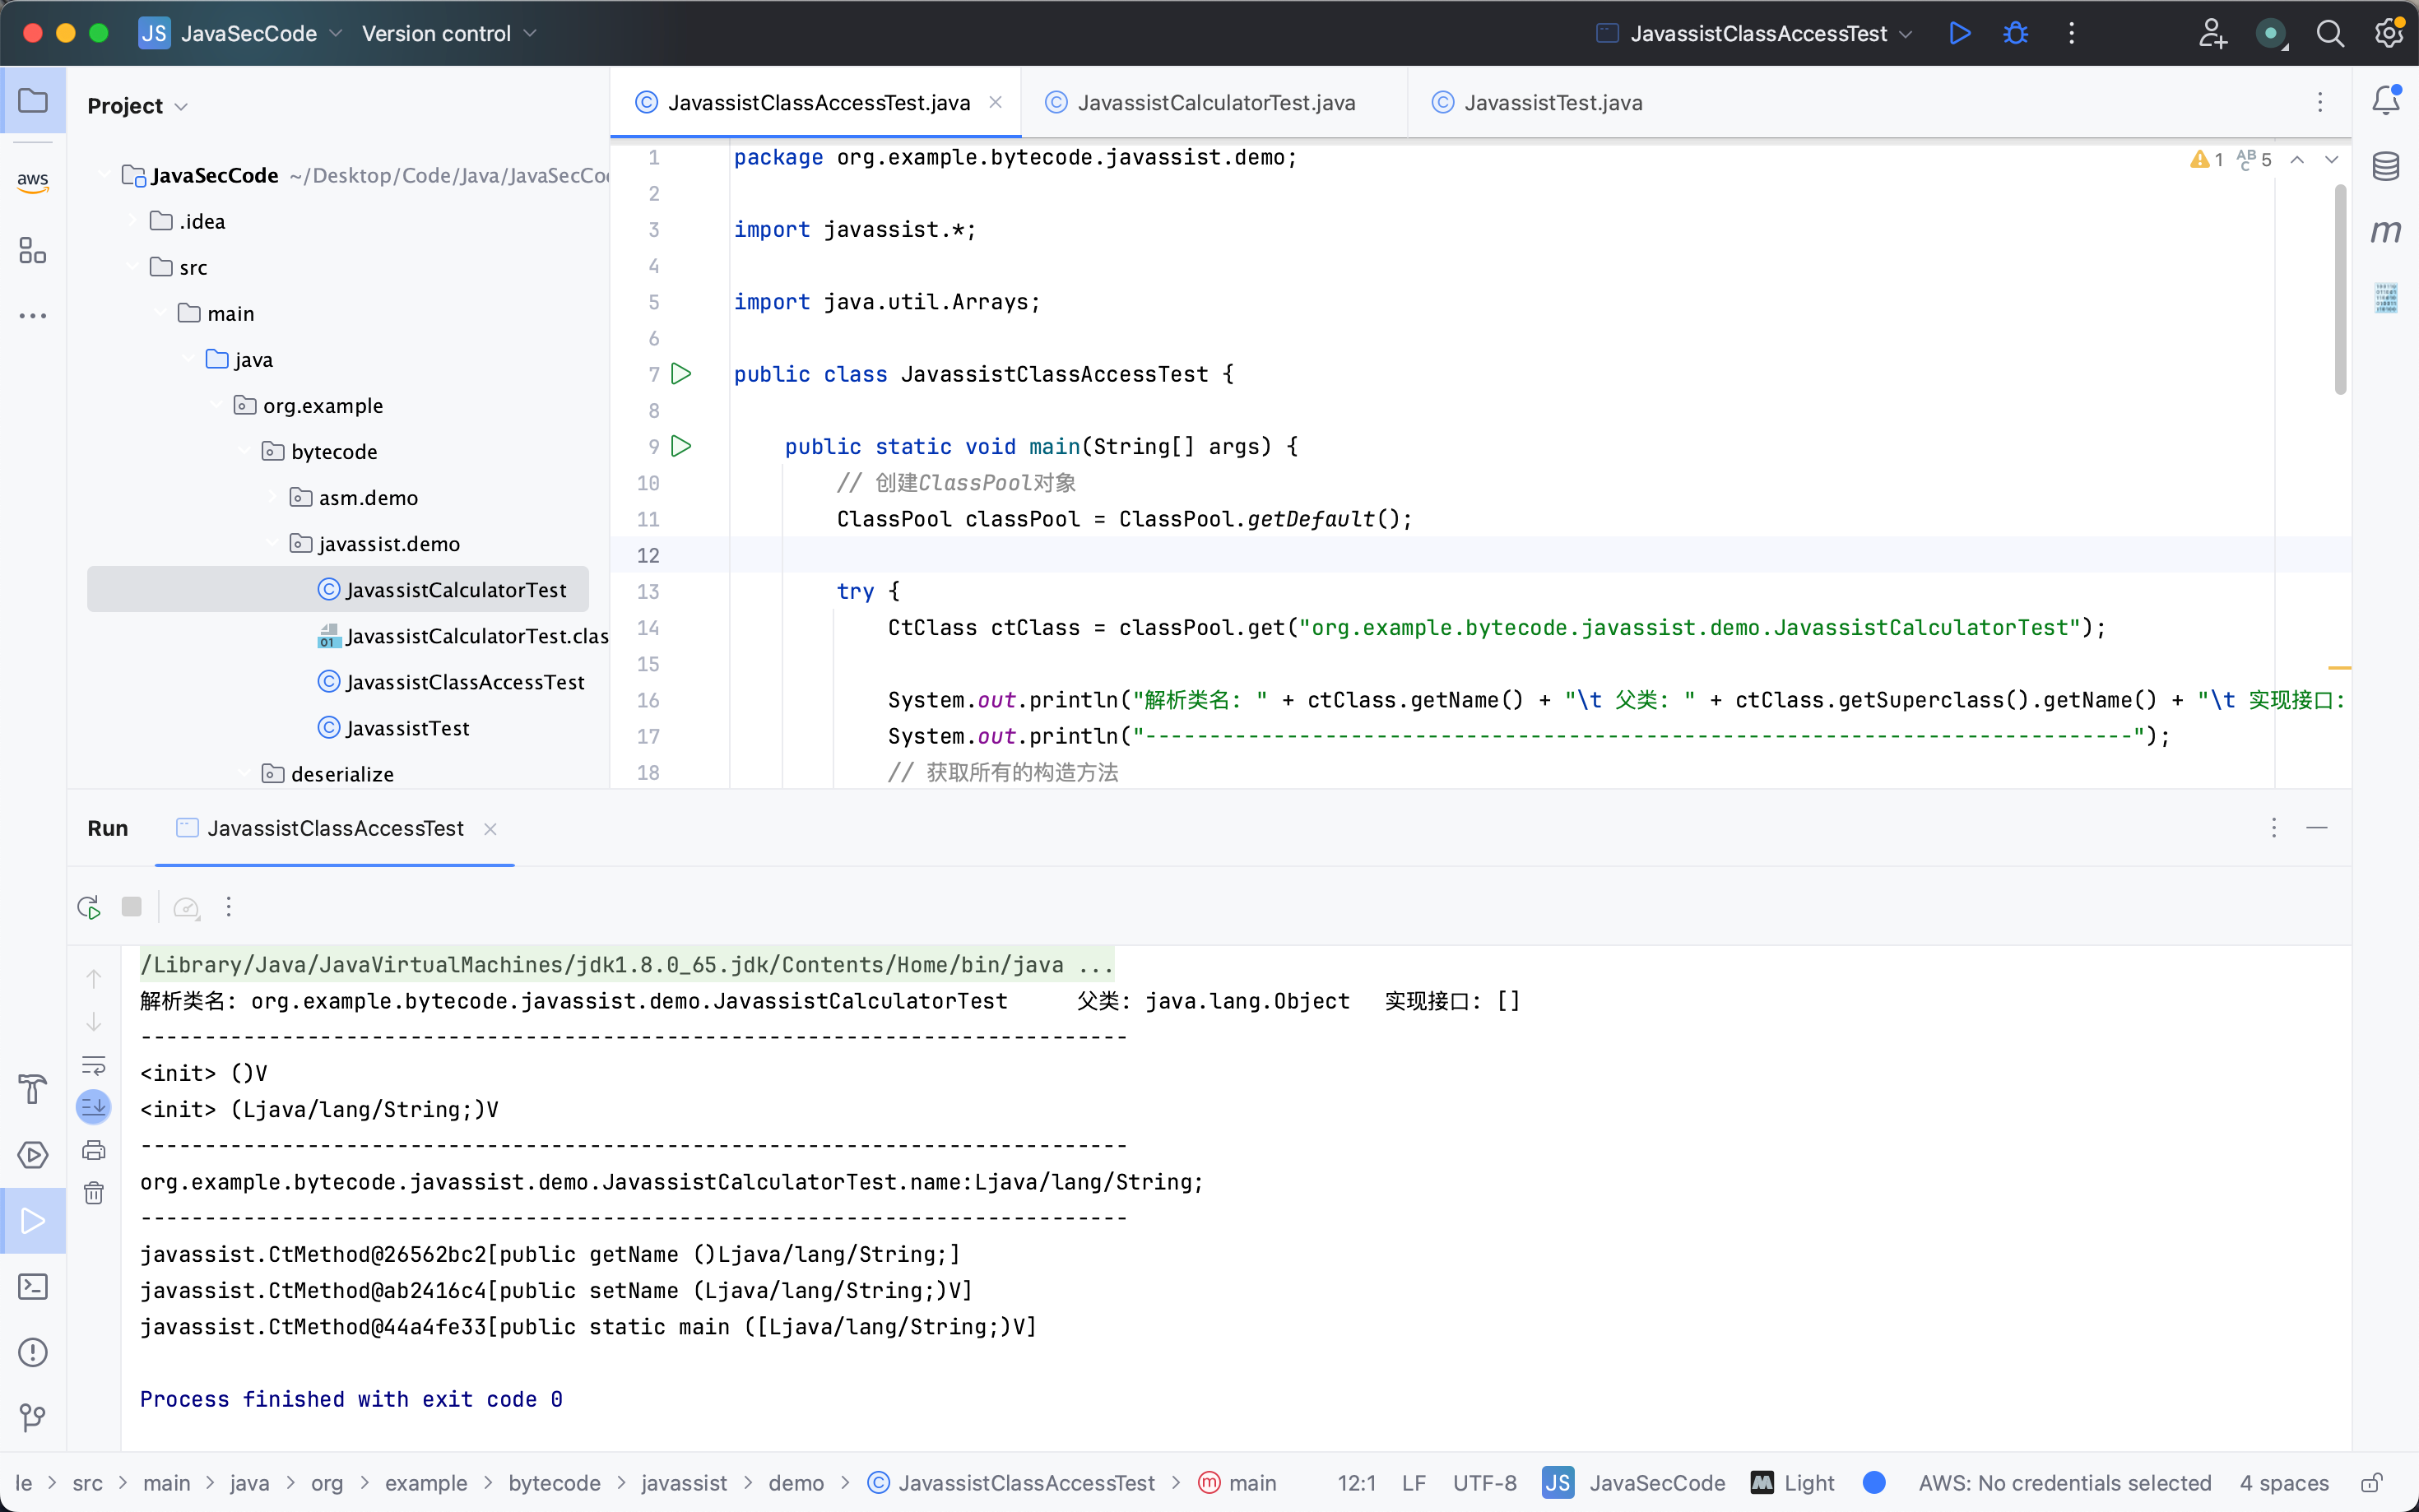 JS JavaSecCode Version control JavassistClassAccessTest
Project
JavassistClassAccessTest.java JavassistCalculatorTest.java JavassistTest.java
aws
JavaSecCode ~/Desktop/Code/Java/JavaSecCo
.idea
src
main
java
org.example
bytecode
asm.demo
javassist.demo
JavassistCalculatorTest
JavassistCalculatorTest.clas
JavassistClassAccessTest
JavassistTest
deserialize
1 package org.example.bytecode.javassist.demo;
1 5
2
3 import javassist.*;
4
5 import java.util.Arrays;
6
7 public class JavassistClassAccessTest {
8
9 public static void main(String[] args) {
10 // 创建ClassPool对象
11 ClassPool classPool = ClassPool.getDefault();
12
13 try {
14 CtClass ctClass = classPool.get("org.example.bytecode.javassist.demo.JavassistCalculatorTest");
15
16 System.out.println("解析类名: " + ctClass.getName() + "\t 父类: " + ctClass.getSuperclass().getName() + "\t 实现接口:
17 System.out.println("-----------------------------------------------------------------------------");
18 // 获取所有的构造方法
Run JavassistClassAccessTest
/Library/Java/JavaVirtualMachines/jdk1.8.0_65.jdk/Contents/Home/bin/java ...
解析类名: org.example.bytecode.javassist.demo.JavassistCalculatorTest 父类: java.lang.Object 实现接口: []
-----------------------------------------------------------------------------
<init> ()V
<init> (Ljava/lang/String;)V
-----------------------------------------------------------------------------
org.example.bytecode.javassist.demo.JavassistCalculatorTest.name:Ljava/lang/String;
-----------------------------------------------------------------------------
javassist.CtMethod@26562bc2[public getName ()Ljava/lang/String;]
javassist.CtMethod@ab2416c4[public setName (Ljava/lang/String;)V]
javassist.CtMethod@44a4fe33[public static main ([Ljava/lang/String;)V]
Process finished with exit code 0
le > src > main > java > org > example > bytecode > javassist > demo > JavassistClassAccessTest > main 12:1 LF UTF-8 JS JavaSecCode Light AWS: No credentials selected 4 spaces